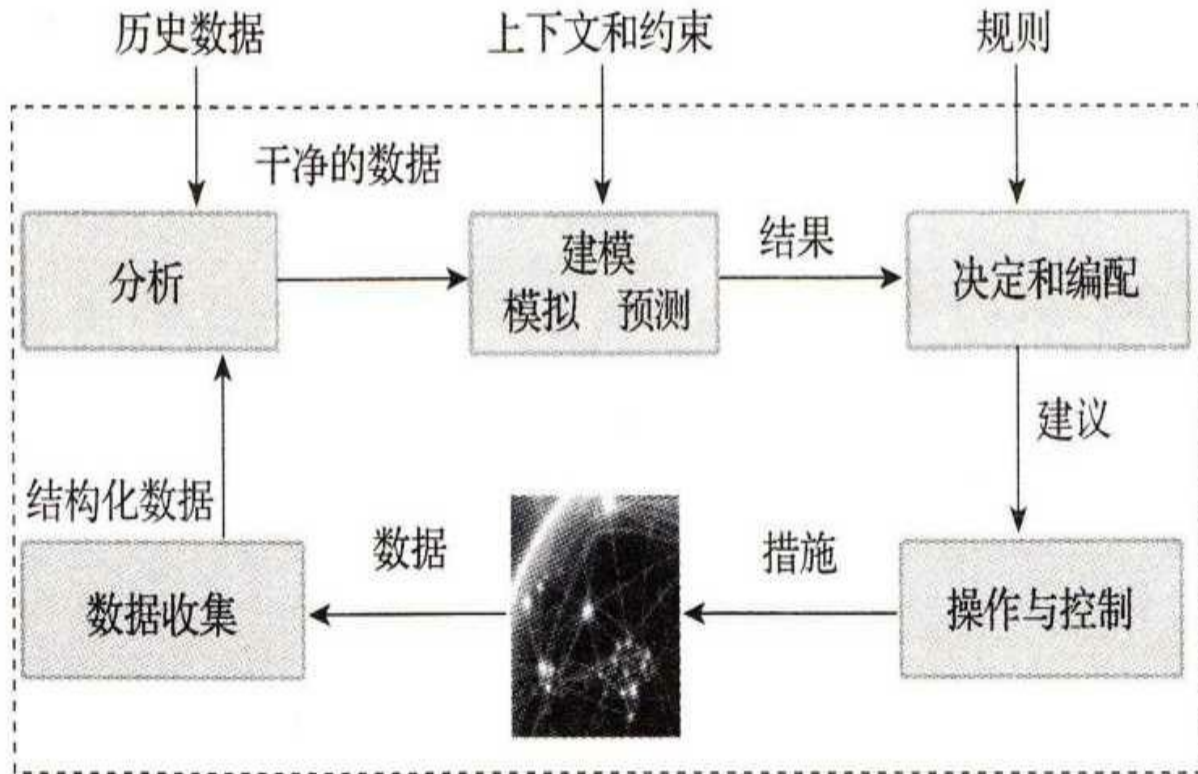 历史数据
上下文和约束
规则
干净的数据
分析
建模
模� 预测
结果
决定和编配
建议
结构化数据
数据
措施
数据收集
操作与控制